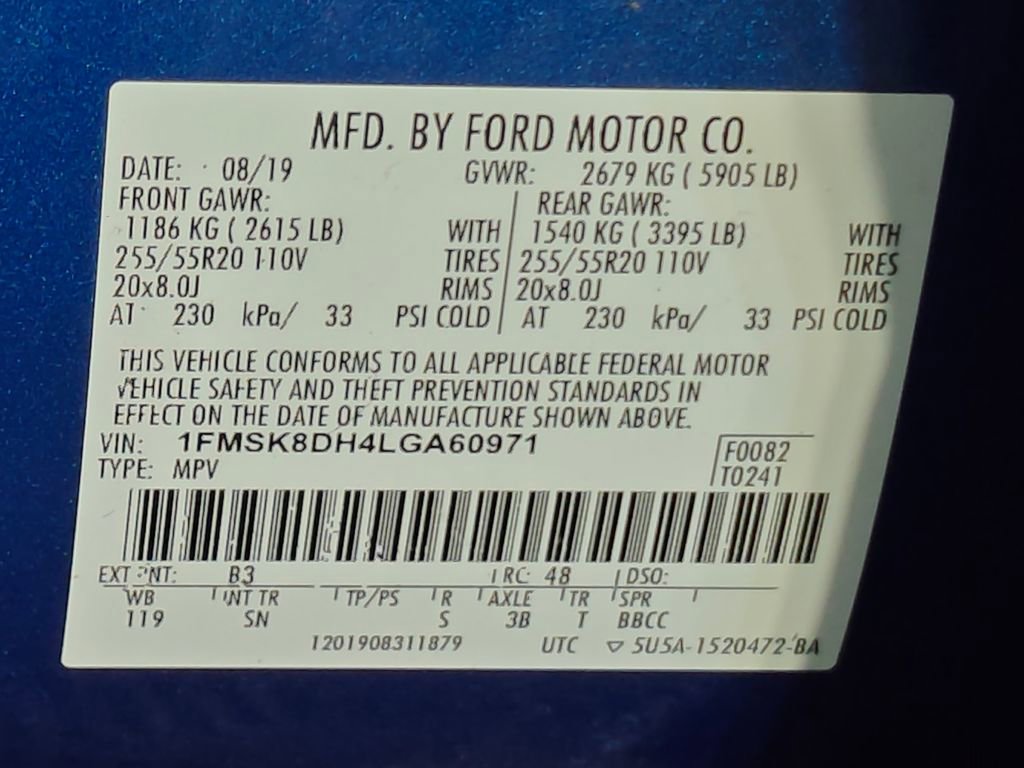 MFD. BY FORD MOTOR CO.
DATE: 08/19 GVWR: 2679 KG ( 5905 LB)
FRONT GAWR: REAR GAWR:
1186 KG ( 2615 LB) WITH 1540 KG ( 3395 LB) WITH
255/55R20 110V TIRES 255/55R20 110V TIRES
20x8.0J RIMS 20x8.0J RIMS
AT 230 kPa/ 33 PSI COLD AT 230 kPa/ 33 PSI COLD
THIS VEHICLE CONFORMS TO ALL APPLICABLE FEDERAL MOTOR
VEHICLE SAFETY AND THEFT PREVENTION STANDARDS IN
EFFECT ON THE DATE OF MANUFACTURE SHOWN ABOVE.
VIN: 1FMSK8DH4LGA60971 F0082
TYPE: MPV T0241
EXT PNT: B3 RC: 48 DSO:
WB INT TR TP/PS R AXLE TR SPR
119 SN S 3B T BBCC
1201908311879 UTC ▽ 5U5A-1520472-BA